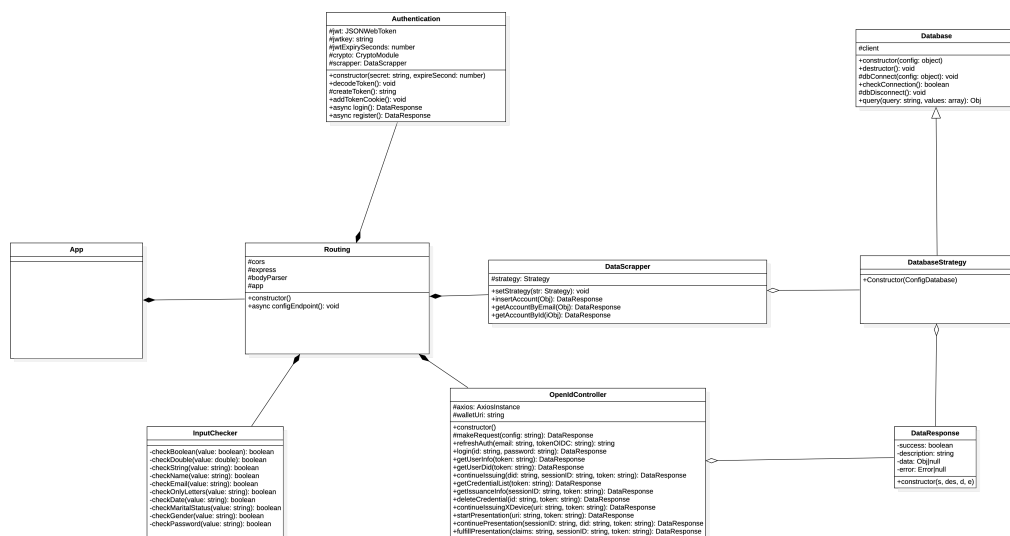 Authentication
#jwt: JSONWebToken
#jwtkey: string
#jwtExpirySeconds: number
#crypto: CryptoModule
#scrapper: DataScrapper
+constructor(secret: string, expireSecond: number)
+decodeToken(): void
#createToken(): string
+addTokenCookie(): void
+async login(): DataResponse
+async register(): DataResponse
Database
#client
+constructor(config: object)
+destructor(): void
#dbConnect(config: object): void
+checkConnection(): boolean
#dbDisconnect(): void
+query(query: string, values: array): Obj
App
Routing
#cors
#express
#bodyParser
#app
+constructor()
+async configEndpoint(): void
DataScrapper
#strategy: Strategy
+setStrategy(str: Strategy): void
+insertAccount(Obj): DataResponse
+getAccountByEmail(Obj): DataResponse
+getAccountById(iObj): DataResponse
DatabaseStrategy
+Constructor(ConfigDatabase)
InputChecker
-checkBoolean(value: boolean): boolean
-checkDouble(value: double): boolean
-checkString(value: string): boolean
-checkName(value: string): boolean
-checkEmail(value: string): boolean
-checkOnlyLetters(value: string): boolean
-checkDate(value: string): boolean
-checkMaritalStatus(value: string): boolean
-checkGender(value: string): boolean
-checkPassword(value: string): boolean
OpenIdController
#axios: AxiosInstance
#walletUri: string
+constructor()
#makeRequest(config: string): DataResponse
+refreshAuth(email: string, tokenOIDC: string): string
+login(id: string, password: string): DataResponse
+getUserInfo(token: string): DataResponse
+getUserDid(token: string): DataResponse
+continueIssuing(did: string, sessionID: string, token: string): DataResponse
+getCredentialList(token: string): DataResponse
+getIssuanceInfo(sessionID: string, token: string): DataResponse
+deleteCredential(id: string, token: string): DataResponse
+continueIssuingXDevice(uri: string, token: string): DataResponse
+startPresentation(uri: string, token: string): DataResponse
+continuePresentation(sessionID: string, did: string, token: string): DataResponse
+fulfillPresentation(claims: string, sessionID: string, token: string): DataResponse
DataResponse
-success: boolean
-description: string
-data: Obj|null
-error: Error|null
+constructor(s, des, d, e)